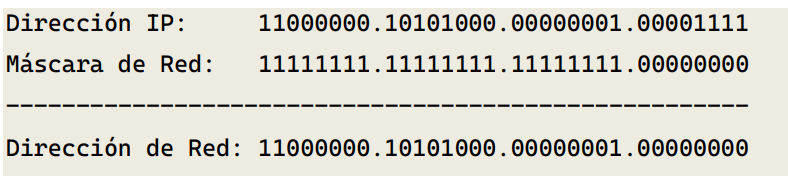 Dirección IP:     11000000.10101000.00000001.00001111
Máscara de Red:   11111111.11111111.11111111.00000000
-----------------------------------------------------
Dirección de Red: 11000000.10101000.00000001.00000000